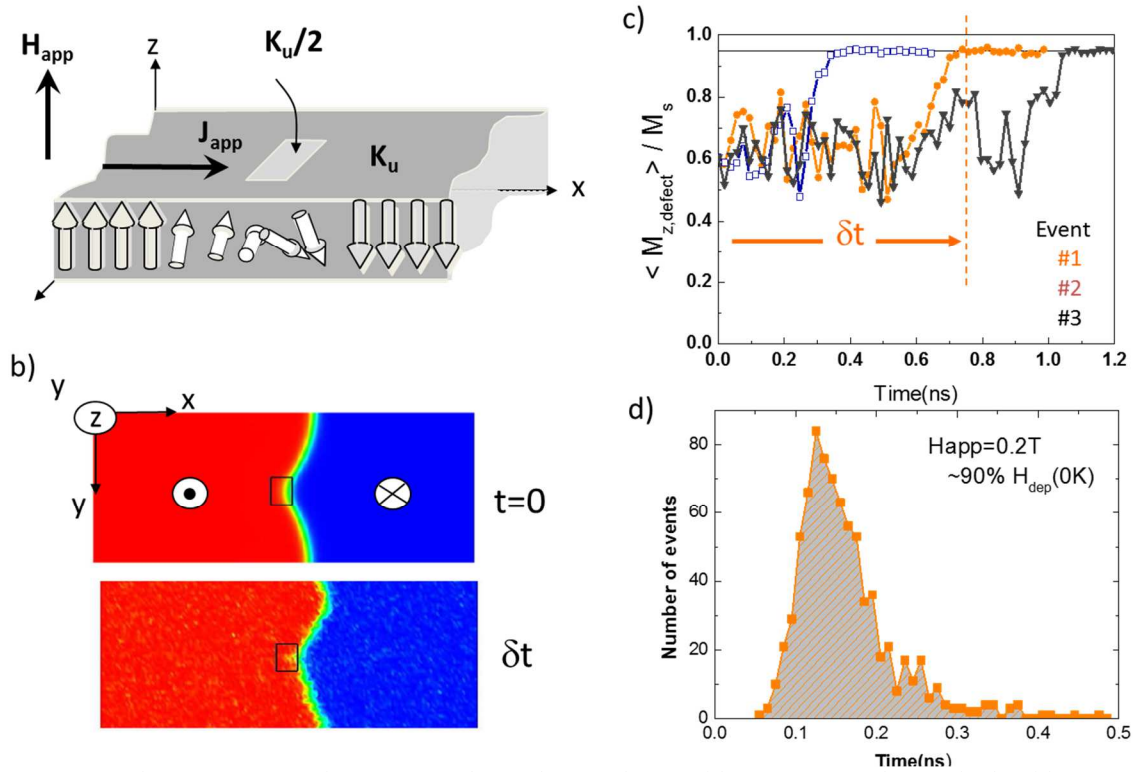 H_app
z
K_u/2
J_app
K_u
x
b)
y
z
x
y
t=0
δt
c)
< M_z,defect > / M_s
1.0
0.8
0.6
0.4
0.2
0.0
δt
Event
#1
#2
#3
0.0 0.2 0.4 0.6 0.8 1.0 1.2
Time(ns)
d)
Number of events
80
60
40
20
0
Happ=0.2T
~90% H_dep(0K)
0.0 0.1 0.2 0.3 0.4 0.5
Time(ns)